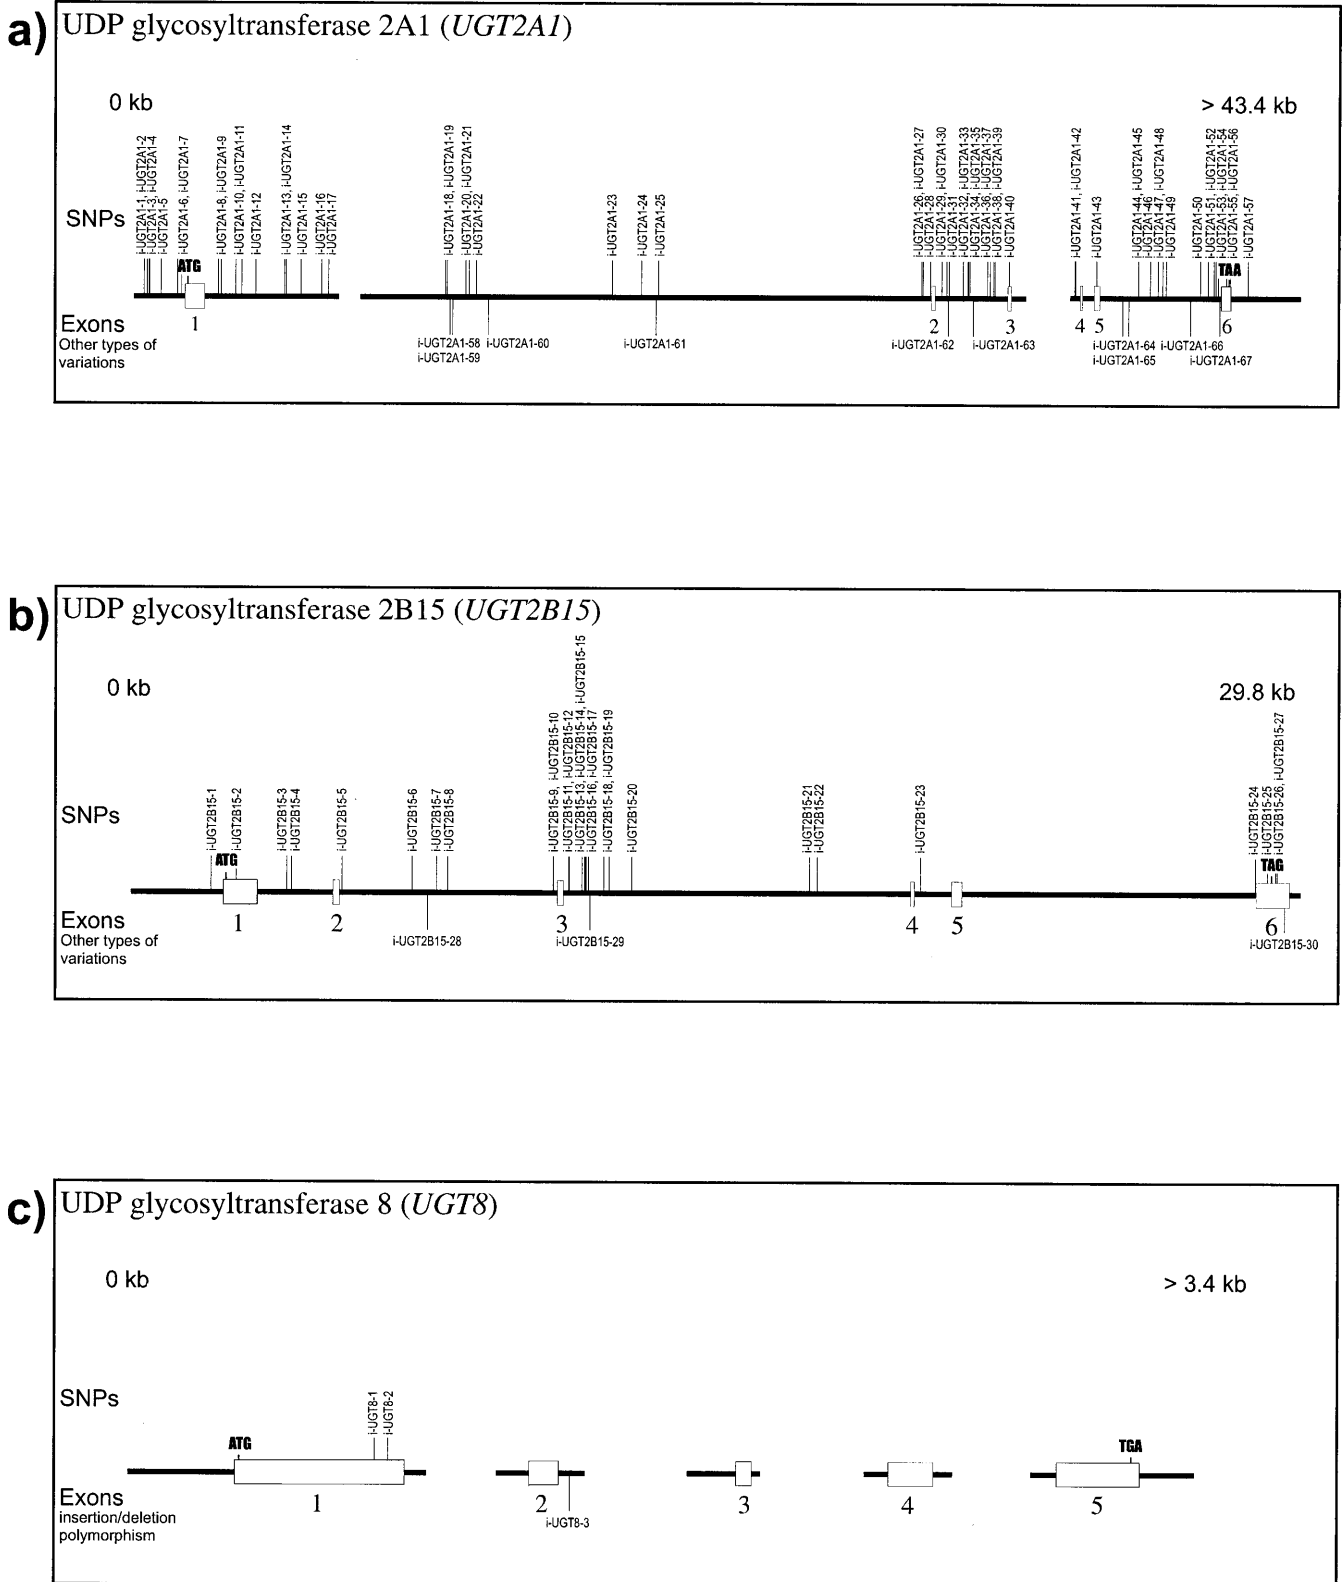 a)
UDP glycosyltransferase 2A1 (UGT2A1)
0 kb
> 43.4 kb
SNPs
i-UGT2A1-1, i-UGT2A1-2
i-UGT2A1-3, i-UGT2A1-4
i-UGT2A1-5
i-UGT2A1-6, i-UGT2A1-7
i-UGT2A1-8, i-UGT2A1-9
i-UGT2A1-10, i-UGT2A1-11
i-UGT2A1-12
i-UGT2A1-13, i-UGT2A1-14
i-UGT2A1-15
i-UGT2A1-16
i-UGT2A1-17
i-UGT2A1-18, i-UGT2A1-19
i-UGT2A1-20, i-UGT2A1-21
i-UGT2A1-22
i-UGT2A1-23
i-UGT2A1-24
i-UGT2A1-25
i-UGT2A1-26, i-UGT2A1-27
i-UGT2A1-28
i-UGT2A1-29, i-UGT2A1-30
i-UGT2A1-31
i-UGT2A1-32, i-UGT2A1-33
i-UGT2A1-34, i-UGT2A1-35
i-UGT2A1-36, i-UGT2A1-37
i-UGT2A1-38, i-UGT2A1-39
i-UGT2A1-40
i-UGT2A1-41, i-UGT2A1-42
i-UGT2A1-43
i-UGT2A1-44, i-UGT2A1-45
i-UGT2A1-46
i-UGT2A1-47, i-UGT2A1-48
i-UGT2A1-49
i-UGT2A1-50
i-UGT2A1-51, i-UGT2A1-52
i-UGT2A1-53, i-UGT2A1-54
i-UGT2A1-55, i-UGT2A1-56
i-UGT2A1-57
ATG
TAA
Exons
1
2
3
4
5
6
Other types of
variations
i-UGT2A1-58
i-UGT2A1-59
i-UGT2A1-60
i-UGT2A1-61
i-UGT2A1-62
i-UGT2A1-63
i-UGT2A1-64
i-UGT2A1-65
i-UGT2A1-66
i-UGT2A1-67
b)
UDP glycosyltransferase 2B15 (UGT2B15)
0 kb
29.8 kb
SNPs
i-UGT2B15-1
i-UGT2B15-2
i-UGT2B15-3
i-UGT2B15-4
i-UGT2B15-5
i-UGT2B15-6
i-UGT2B15-7
i-UGT2B15-8
i-UGT2B15-9, i-UGT2B15-10
i-UGT2B15-11, i-UGT2B15-12
i-UGT2B15-13, i-UGT2B15-14, i-UGT2B15-15
i-UGT2B15-16, i-UGT2B15-17
i-UGT2B15-18, i-UGT2B15-19
i-UGT2B15-20
i-UGT2B15-21
i-UGT2B15-22
i-UGT2B15-23
i-UGT2B15-24
i-UGT2B15-25
i-UGT2B15-26, i-UGT2B15-27
ATG
TAG
Exons
1
2
3
4
5
6
Other types of
variations
i-UGT2B15-28
i-UGT2B15-29
i-UGT2B15-30
c)
UDP glycosyltransferase 8 (UGT8)
0 kb
> 3.4 kb
SNPs
i-UGT8-1
i-UGT8-2
ATG
TGA
Exons
1
2
3
4
5
insertion/deletion
polymorphism
i-UGT8-3